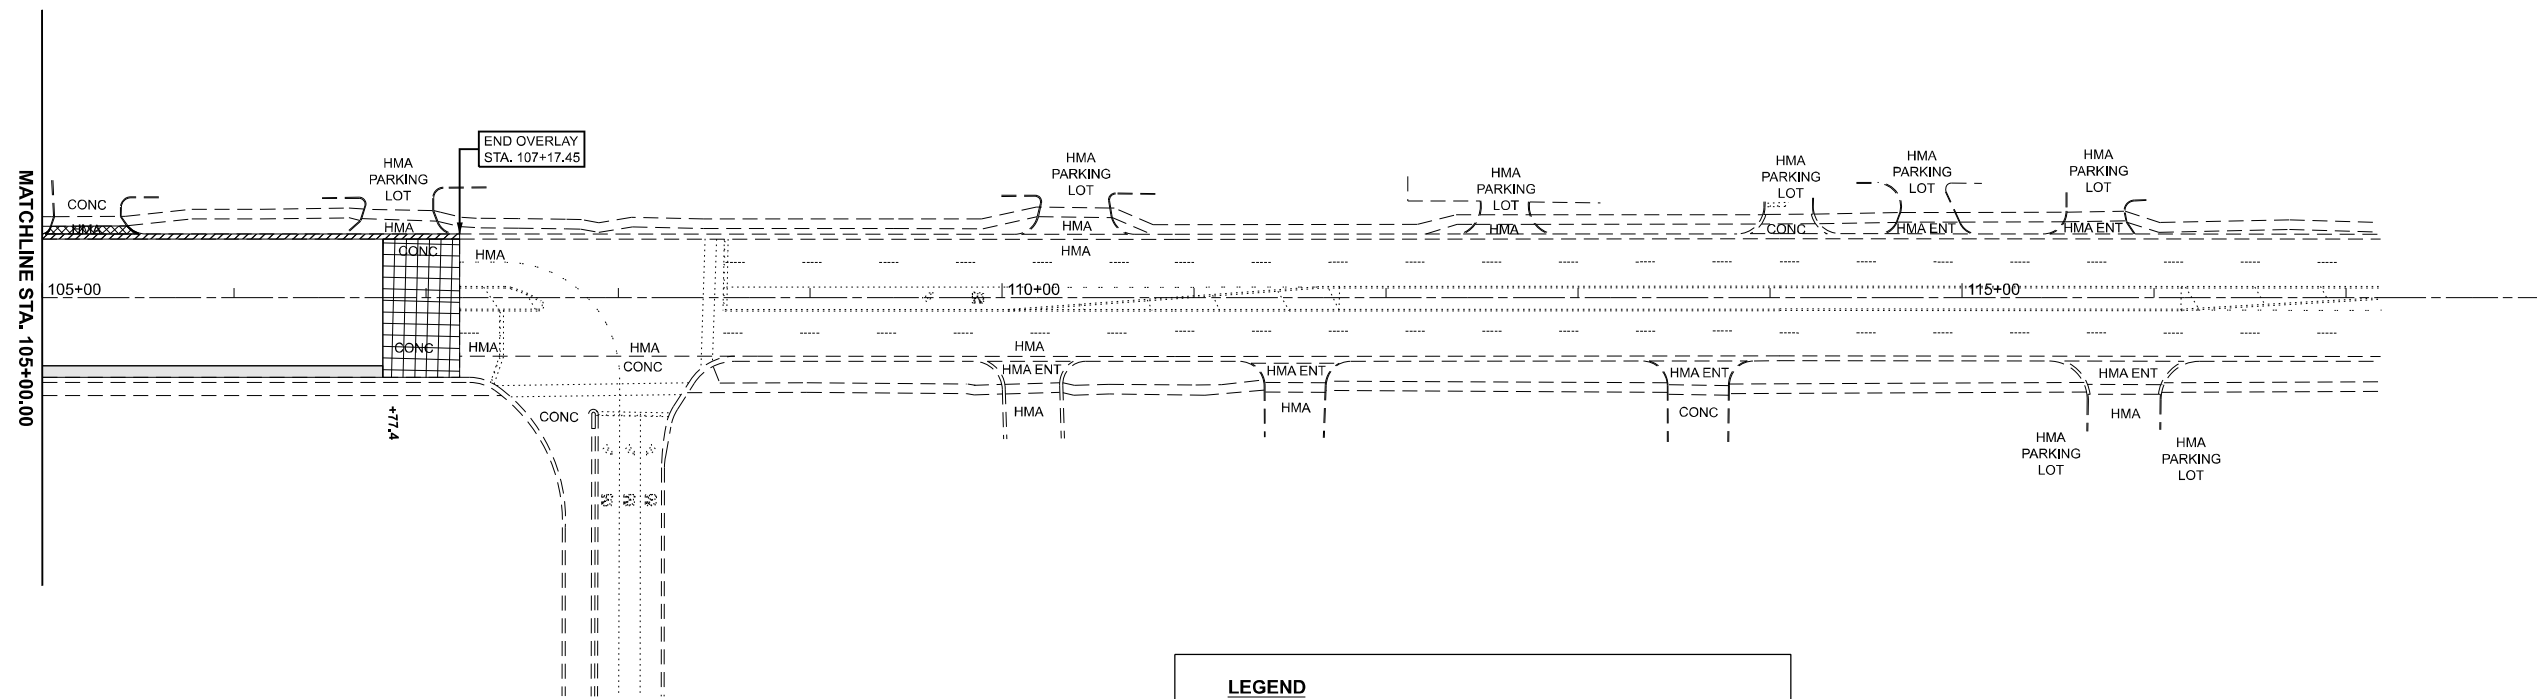 MATCHLINE STA. 105+00.00
CONC
HMA
HMA
PARKING
LOT
HMA
END OVERLAY
STA. 107+17.45
CONC
HMA
105+00
CONC
HMA
HMA
CONC
+77.4
CONC
HMA
PARKING
LOT
HMA
HMA
110+00
HMA
HMA ENT
HMA
HMA ENT
HMA
HMA
PARKING
LOT
HMA
HMA
PARKING
LOT
CONC
HMA
PARKING
LOT
HMA ENT
HMA
PARKING
LOT
HMA ENT
115+00
HMA ENT
CONC
HMA ENT
HMA
HMA
PARKING
LOT
HMA
PARKING
LOT
LEGEND